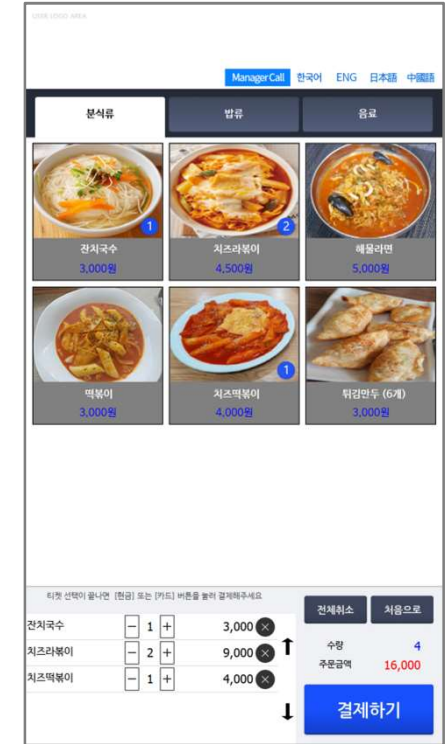 USER LOGO AREA
Manager Call 한국어 ENG 日本語 中國語
분식류 밥류 음료
1 2
잔치국수 치즈라볶이 해물라면
3,000원 4,500원 5,000원
1
떡볶이 치즈떡볶이 튀김만두 (6개)
3,000원 4,000원 3,000원
티켓 선택이 끝나면 [현금] 또는 [카드] 버튼을 눌러 결제해주세요
전체취소 처음으로
잔치국수 − 1 + 3,000 ×
치즈라볶이 − 2 + 9,000 ×
치즈떡볶이 − 1 + 4,000 ×
수량 4
주문금액 16,000
결제하기